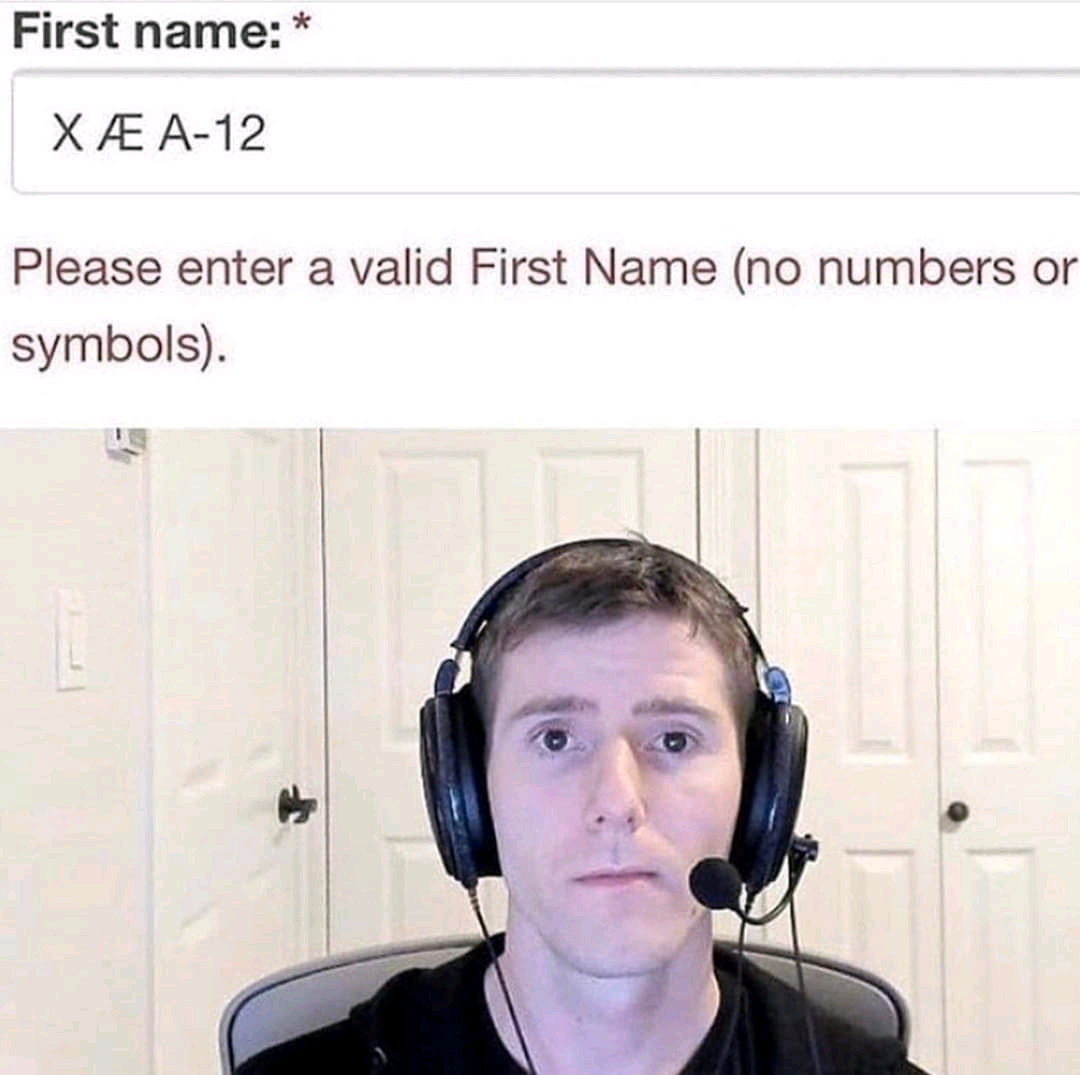 First name: *
X Æ A-12
Please enter a valid First Name (no numbers or
symbols).